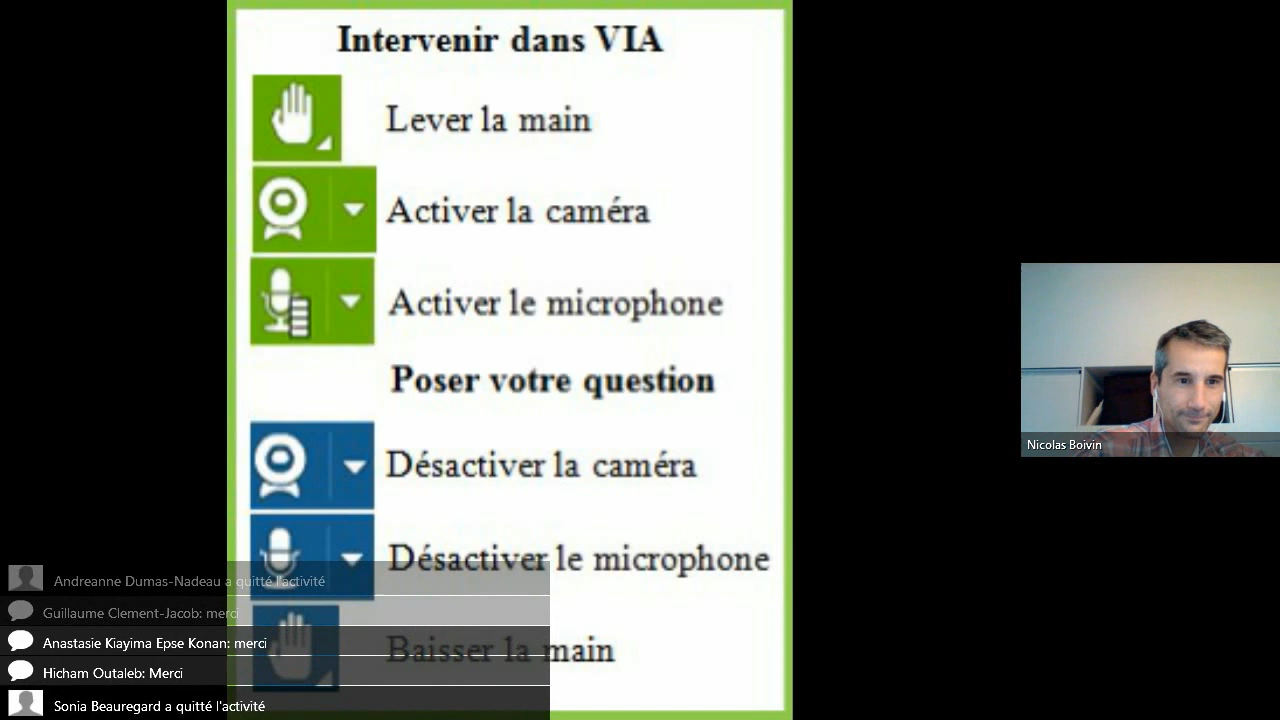 Intervenir dans VIA
Lever la main
Activer la caméra
Activer le microphone
Poser votre question
Désactiver la caméra
Désactiver le microphone
Baisser la main
Nicolas Boivin
Andreanne Dumas-Nadeau a quitté l'activité
Guillaume Clement-Jacob: merci
Anastasie Kiayima Epse Konan: merci
Hicham Outaleb: Merci
Sonia Beauregard a quitté l'activité